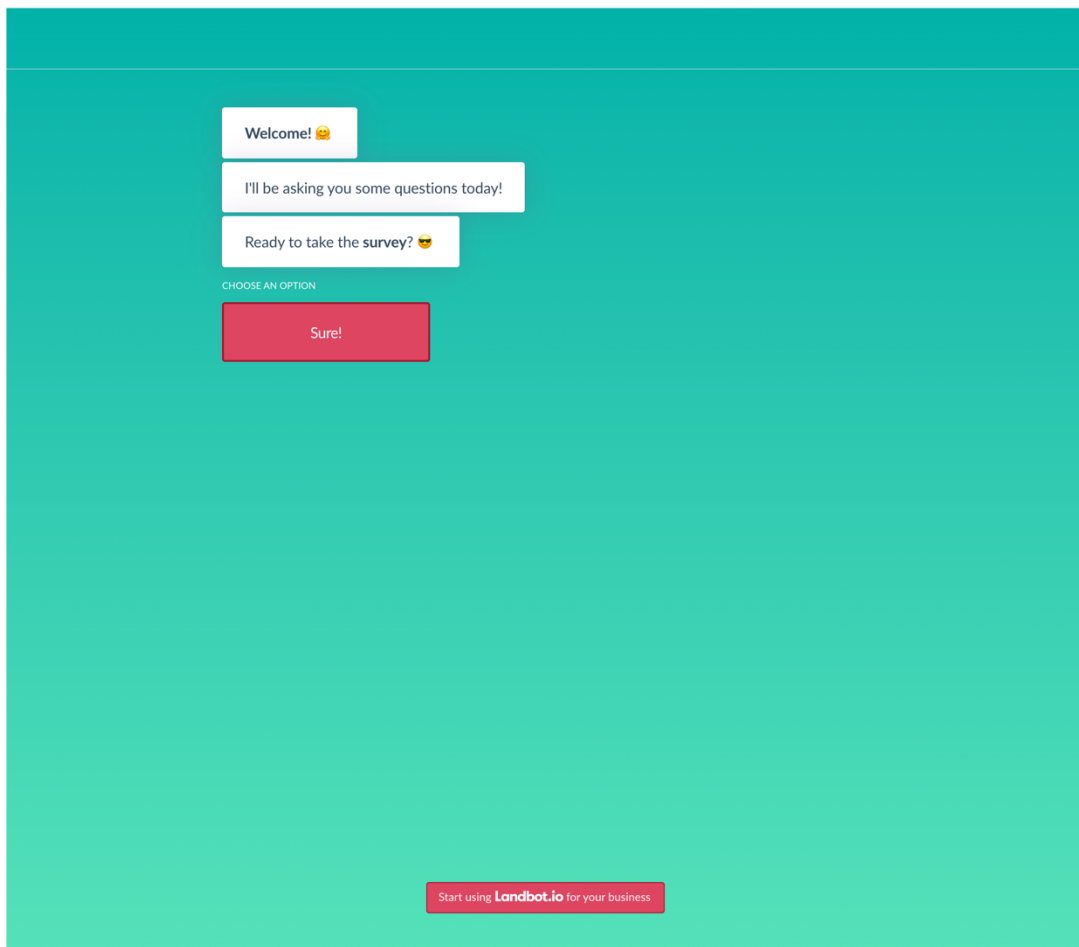 Welcome! 🤗
I'll be asking you some questions today!
Ready to take the survey? 😎
CHOOSE AN OPTION
Sure!
Start using Landbot.io for your business